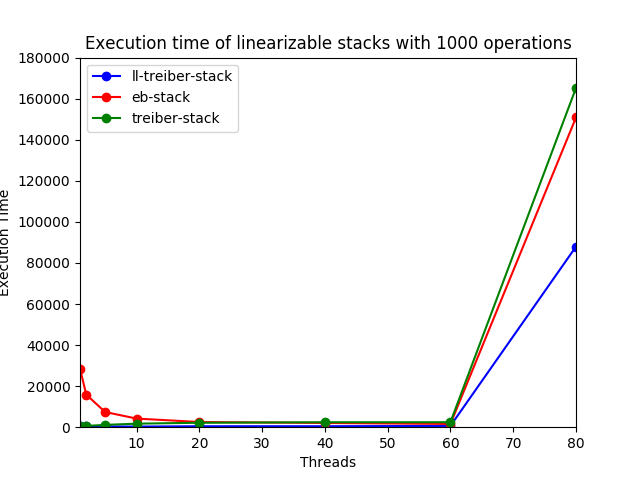 Execution time of linearizable stacks with 1000 operations
ll-treiber-stack
eb-stack
treiber-stack
180000
160000
140000
120000
100000
80000
60000
40000
20000
0
Execution Time
10 20 30 40 50 60 70 80
Threads